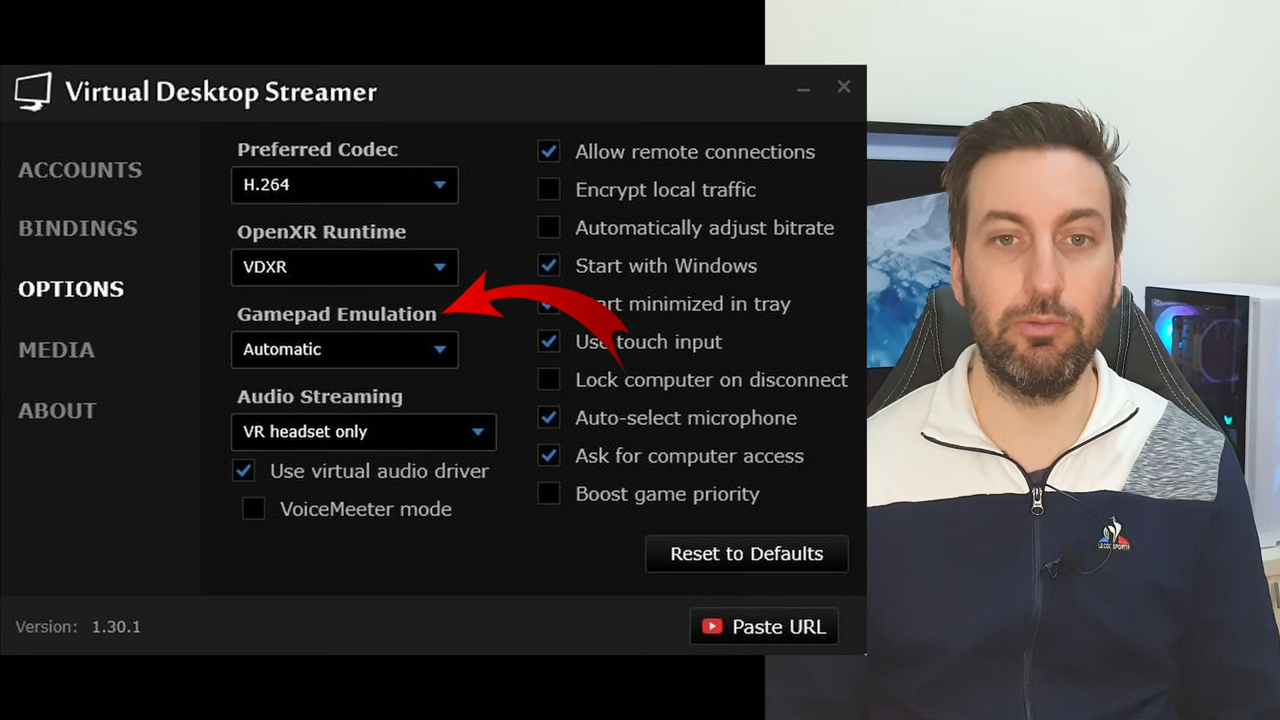 Virtual Desktop Streamer
ACCOUNTS
BINDINGS
OPTIONS
MEDIA
ABOUT
Preferred Codec
H.264
OpenXR Runtime
VDXR
Gamepad Emulation
Automatic
Audio Streaming
VR headset only
Use virtual audio driver
VoiceMeeter mode
Allow remote connections
Encrypt local traffic
Automatically adjust bitrate
Start with Windows
art minimized in tray
Use touch input
Lock computer on disconnect
Auto-select microphone
Ask for computer access
Boost game priority
Reset to Defaults
Version: 1.30.1
Paste URL
LE COQ SPORTIF